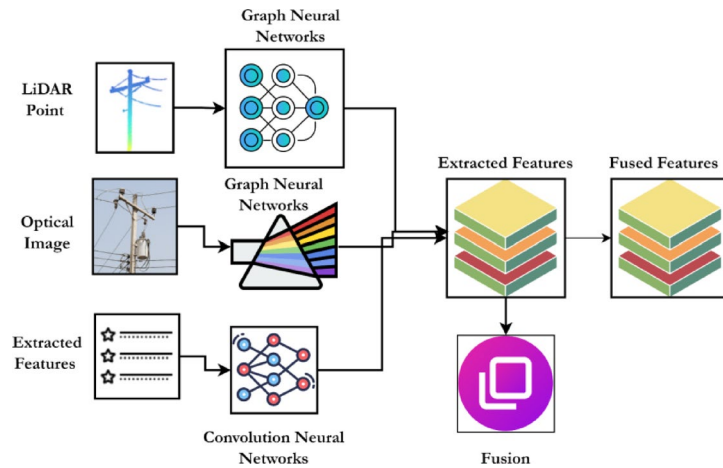 Graph Neural
Networks
LiDAR
Point
Extracted Features
Fused Features
Graph Neural
Networks
Optical
Image
Extracted
Features
Convolution Neural
Networks
Fusion